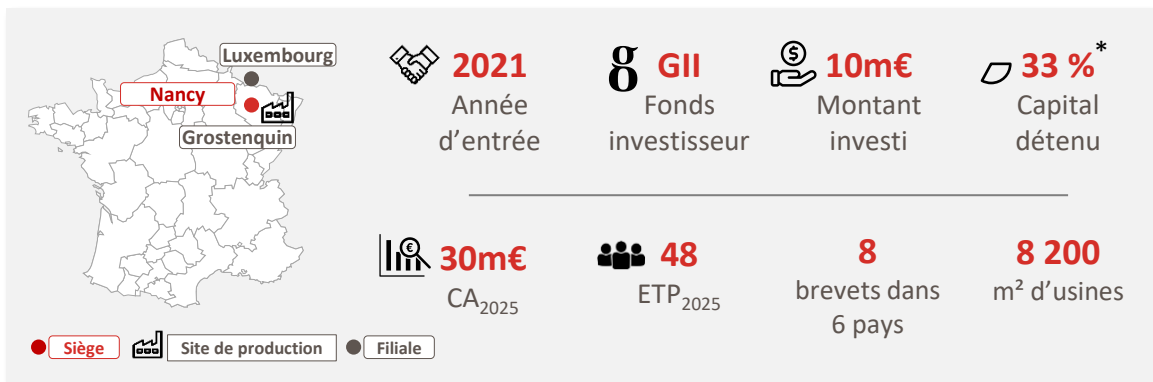 Luxembourg
Nancy
Grostenquin
Siège
Site de production
Filiale
2021
Année
d'entrée
g GII
Fonds
investisseur
$
10m€
Montant
investi
33 %*
Capital
détenu
€
30m€
CA2025
48
ETP2025
8
brevets dans
6 pays
8 200
m² d'usines